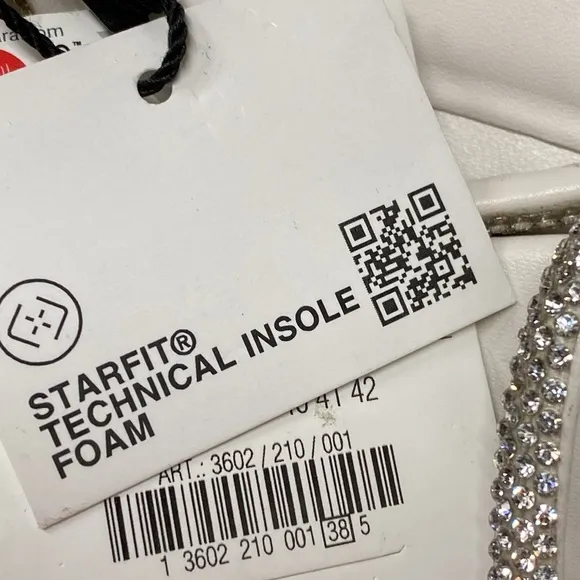 STARFIT®
TECHNICAL INSOLE
FOAM
41 42
ART.: 3602/210/001
1 3602 210 001 38 5